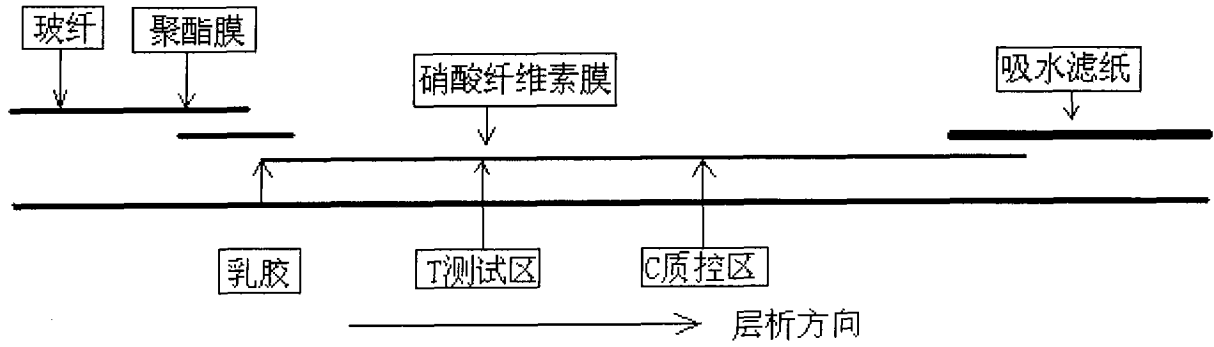 玻纤
聚酯膜
硝酸纤维素膜
吸水滤纸
乳胶
T测试区
C质控区
层析方向